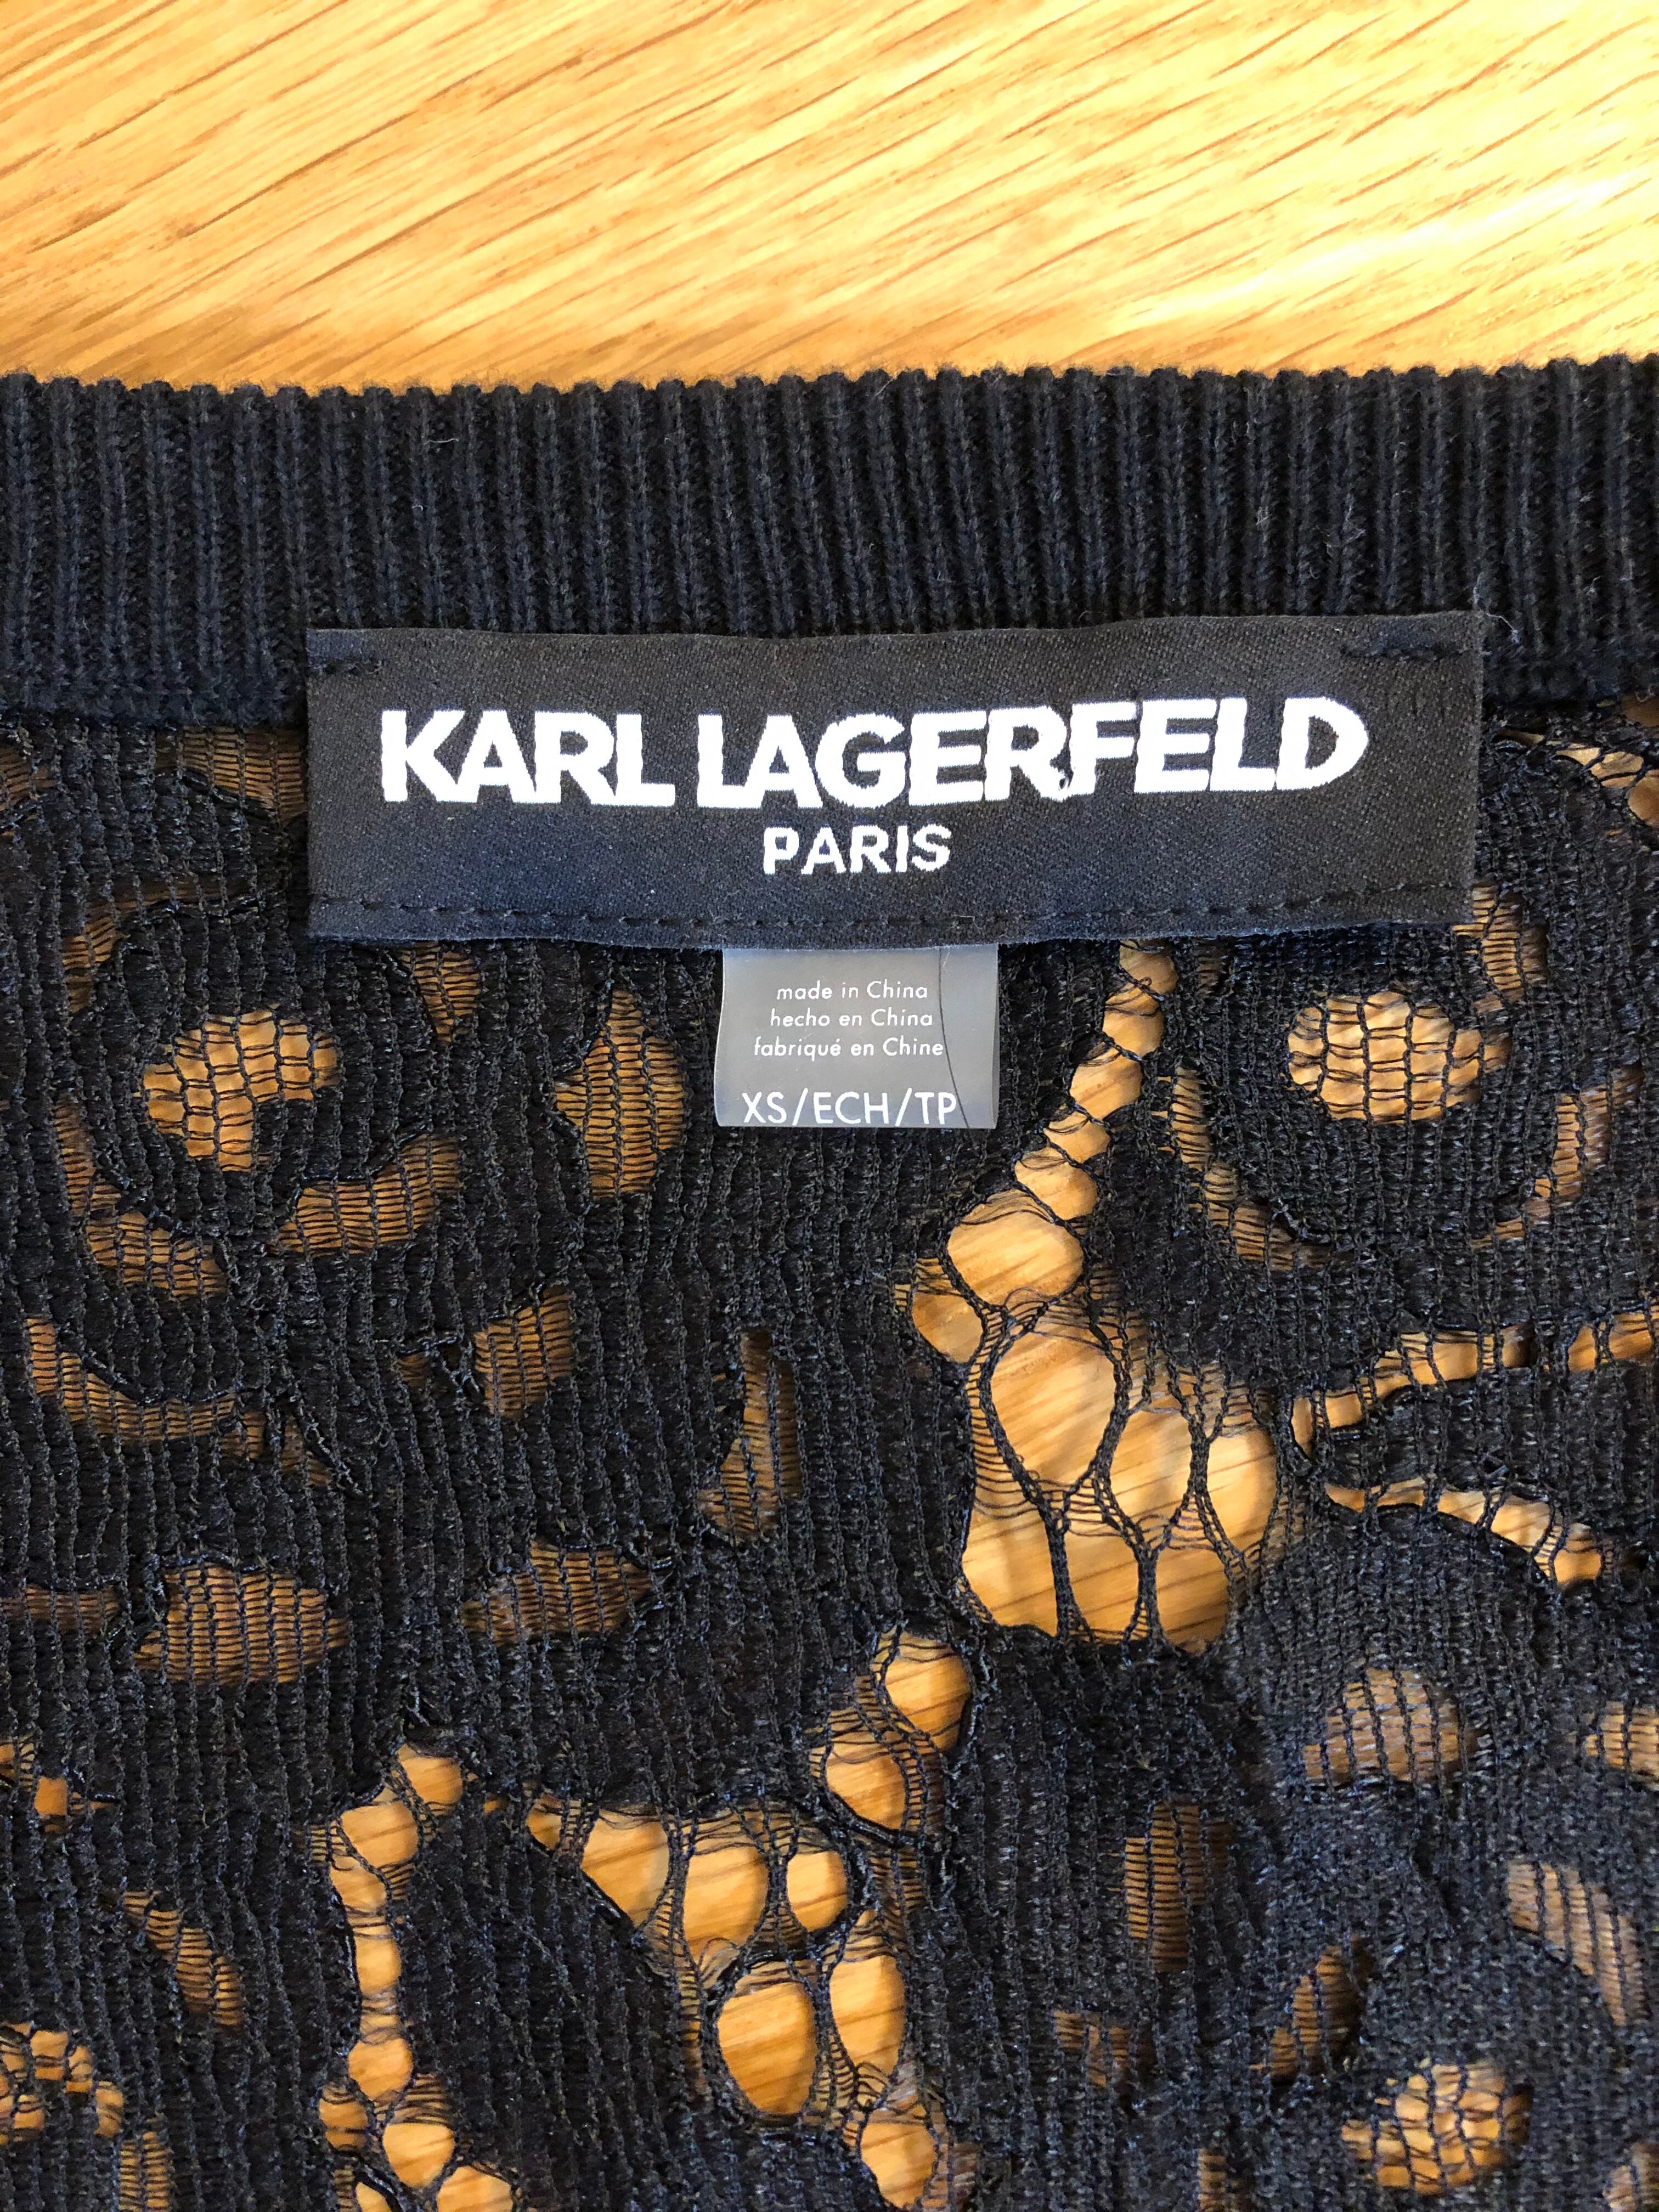 KARL LAGERFELD
PARIS
made in China
hecho en China
fabriqué en Chine
XS/ECH/TP